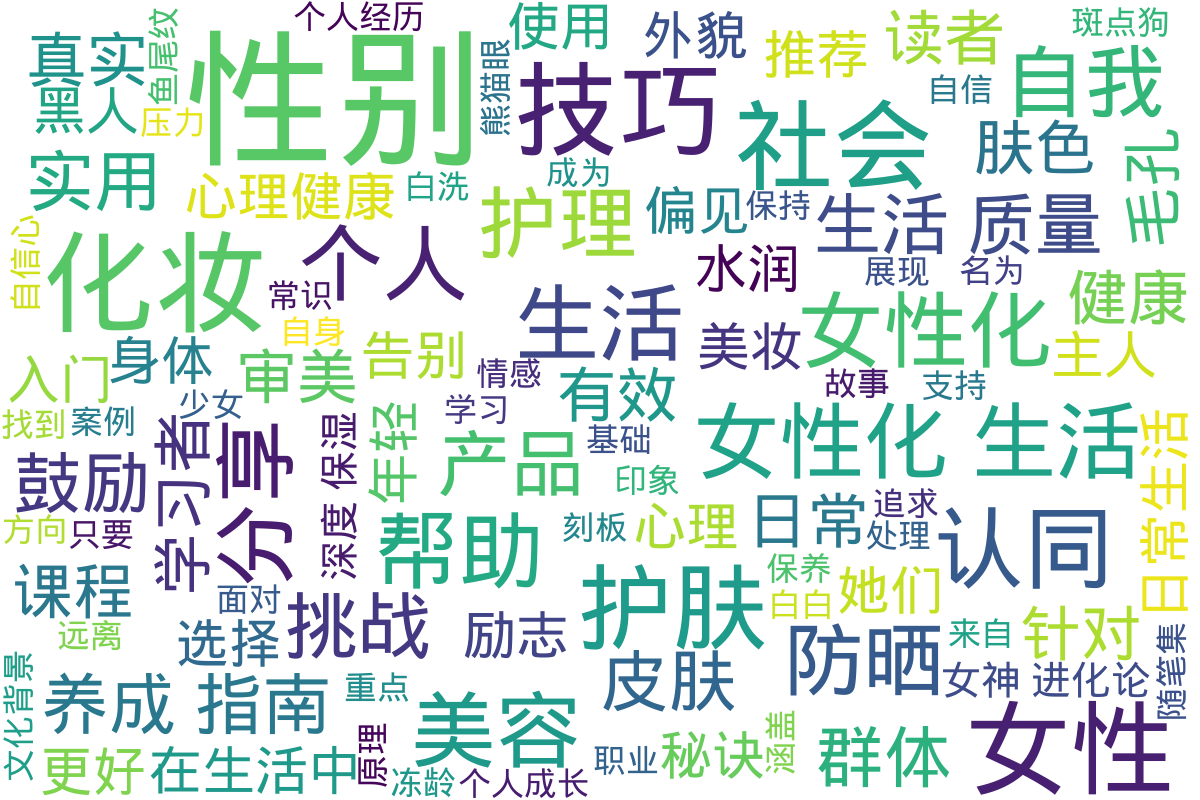 个人经历
使用
外貌
推荐
读者
斑点狗
真实
鱼尾纹
性别
熊猫眼
技巧
自信
自我
黑人
压力
社会
肤色
毛孔
实用
心理健康
白洗
成为
护理
偏见
保持
生活
质量
自信心
化妆
个人
水润
展现
名为
健康
常识
自身
生活
美妆
女性化
主人
入门
身体
审美
告别
情感
有效
故事
支持
找到
案例
少女
学习
基础
女性化 生活
日常生活
学习者
分享
保湿
年轻
产品
鼓励
印象
日常
追求
认同
方向
只要
深度
帮助
刻板
心理
处理
课程
面对
挑战
励志
护肤
保养
白白
她们
远离
选择
防晒
来自
针对
文化背景
养成
指南
重点
皮肤
女神
进化论
随笔集
美容
女性
更好
在生活中
原理
冻龄
个人成长
职业
秘诀
涵盖
群体